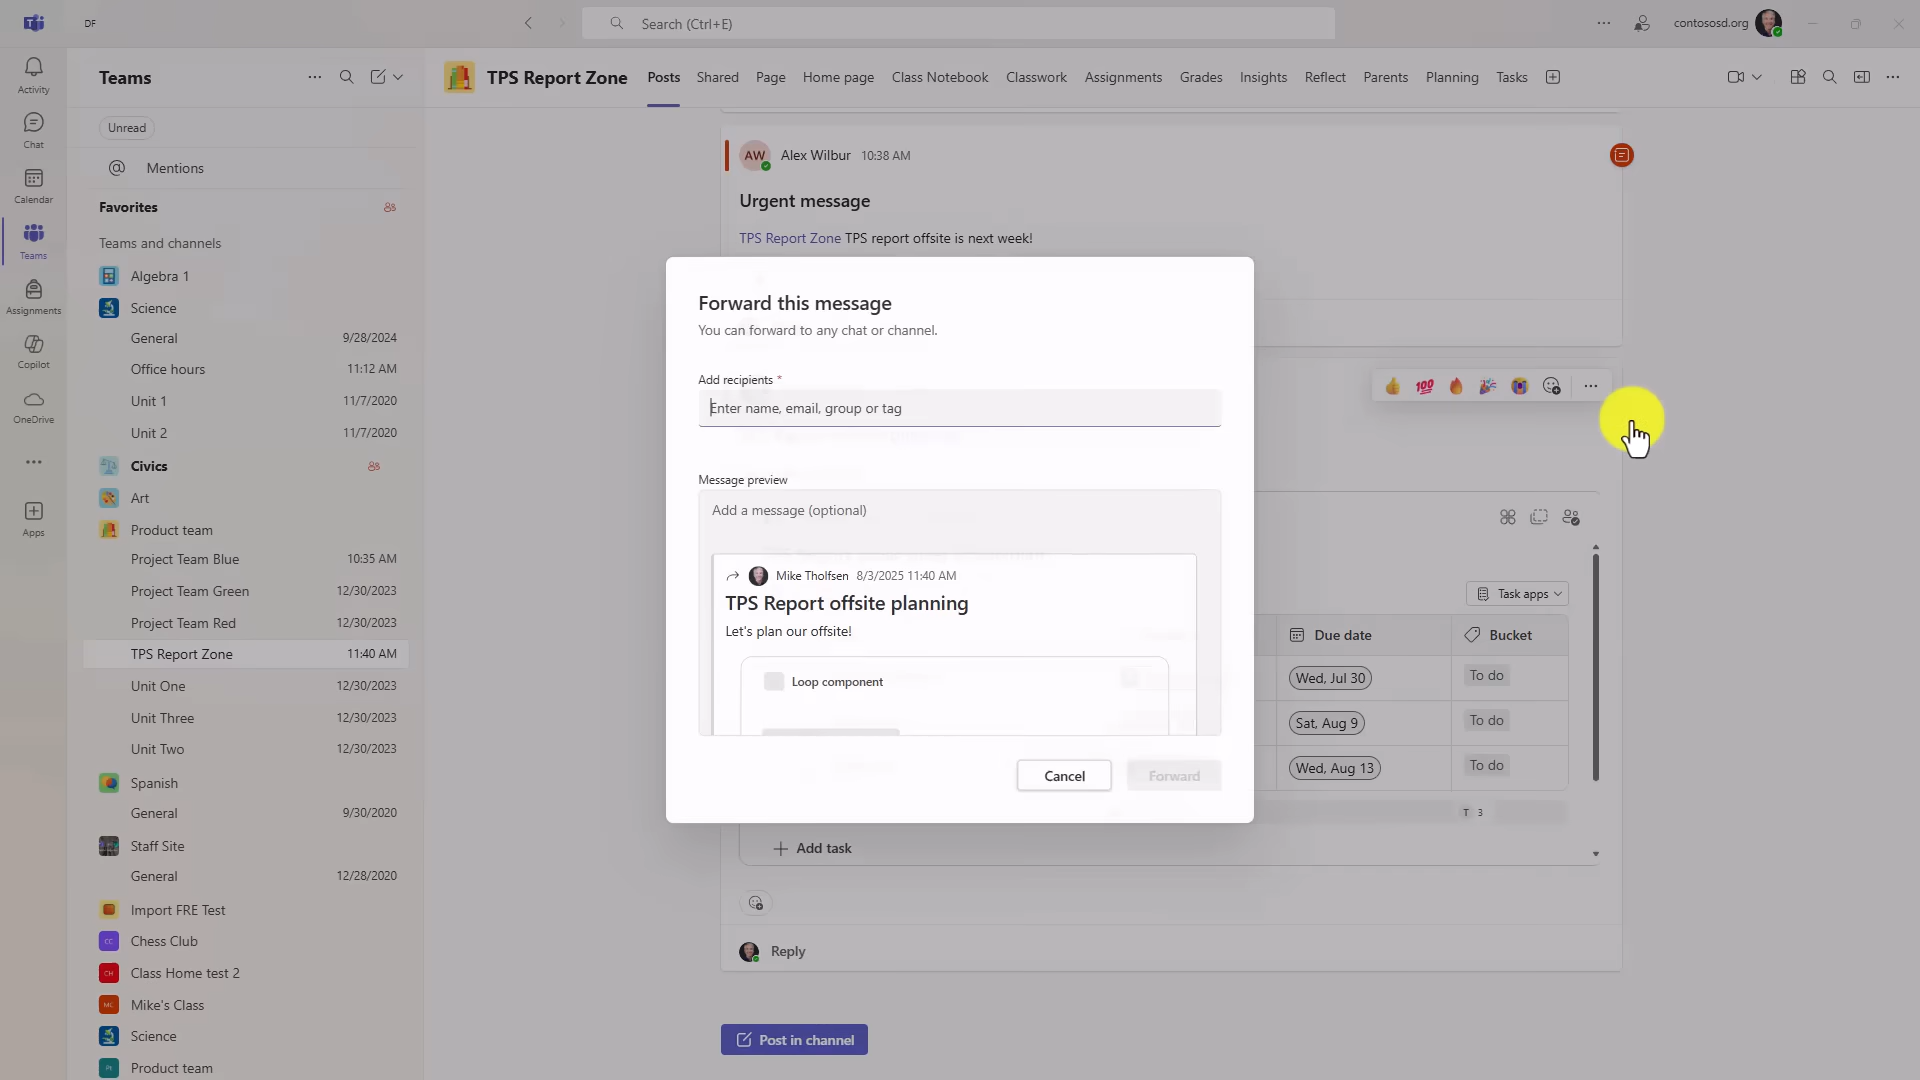 DF
Search (Ctrl+E)
contososd.org
Activity
Chat
Calendar
Teams
Assignments
Copilot
OneDrive
Apps
Teams
Unread
Mentions
Favorites
Teams and channels
Algebra 1
Science
General 9/28/2024
Office hours 11:12 AM
Unit 1 11/7/2020
Unit 2 11/7/2020
Civics
Art
Product team
Project Team Blue 10:35 AM
Project Team Green 12/30/2023
Project Team Red 12/30/2023
TPS Report Zone 11:40 AM
Unit One 12/30/2023
Unit Three 12/30/2023
Unit Two 12/30/2023
Spanish
General 9/30/2020
Staff Site
General 12/28/2020
Import FRE Test
CC Chess Club
CH Class Home test 2
MC Mike's Class
Science
Pt Product team
TPS Report Zone Posts Shared Page Home page Class Notebook Classwork Assignments Grades Insights Reflect Parents Planning Tasks
AW Alex Wilbur 10:38 AM
Urgent message
TPS Report Zone TPS report offsite is next week!
Forward this message
You can forward to any chat or channel.
Add recipients *
Enter name, email, group or tag
Message preview
Add a message (optional)
Mike Tholfsen 8/3/2025 11:40 AM
TPS Report offsite planning
Let's plan our offsite!
Loop component
Cancel Forward
100
Task apps
Due date Bucket
Wed, Jul 30 To do
Sat, Aug 9 To do
Wed, Aug 13 To do
T 3
Add task
Reply
Post in channel